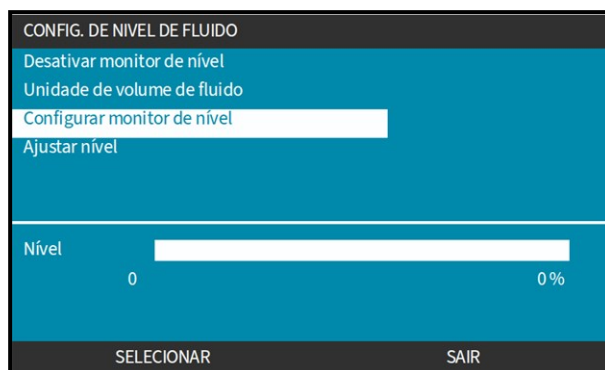 CONFIG. DE NIVEL DE FLUIDO
Desativar monitor de nível
Unidade de volume de fluido
Configurar monitor de nível
Ajustar nível
Nível
0 0 %
SELECIONAR SAIR